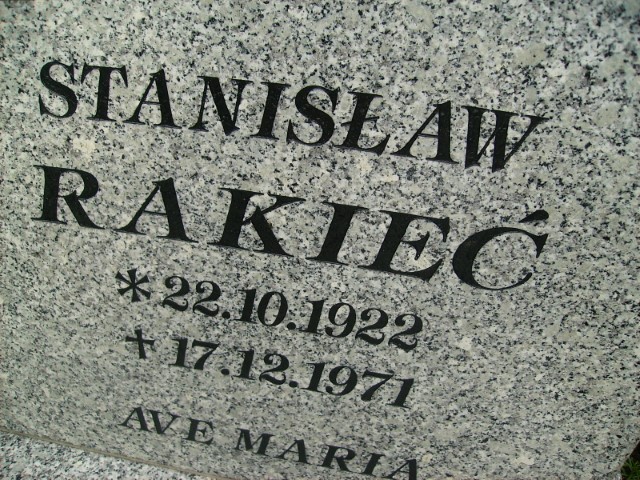 STANISŁAW
RAKIEĆ
* 22.10.1922
+ 17.12.1971
AVE MARIA